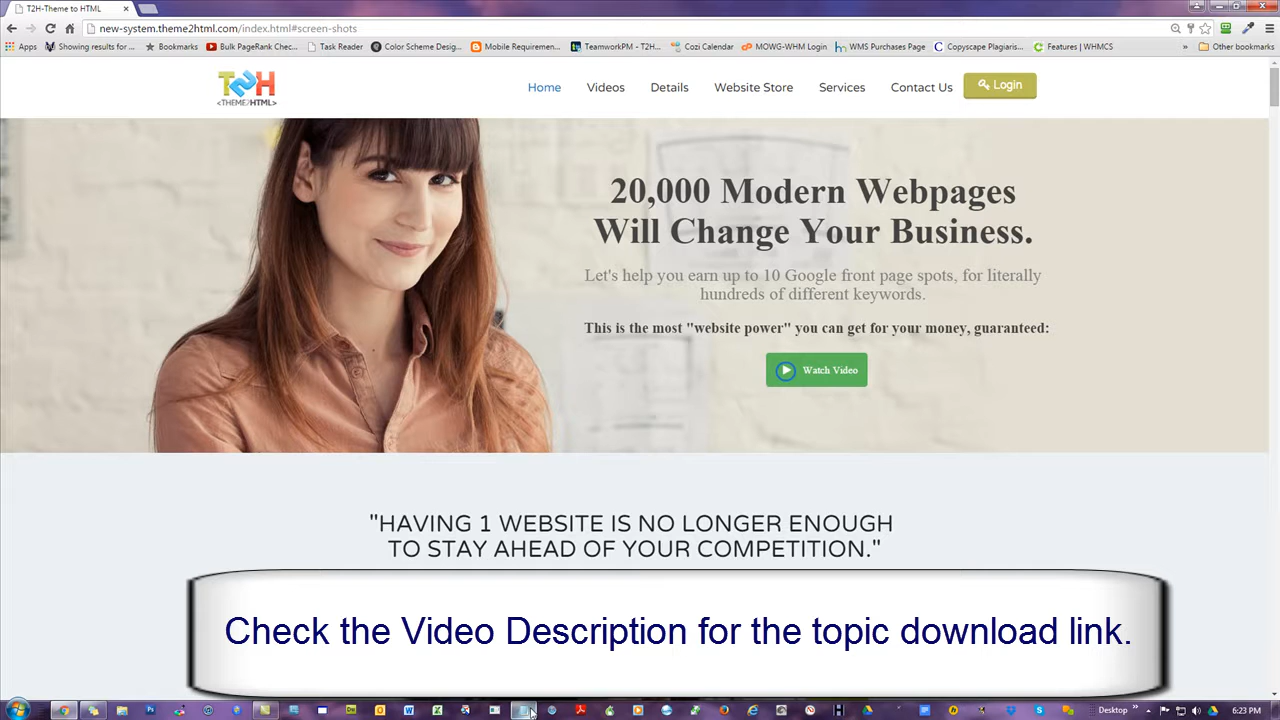 T2H-Theme to HTML
new-system.theme2html.com/index.html#screen-shots
Apps Showing results for ... Bookmarks Bulk PageRank Chec... Task Reader Color Scheme Desig... Mobile Requiremen... TeamworkPM - T2H... Cozi Calendar MOWG-WHM Login WMS Purchases Page Copyscape Plagiaris... Features | WHMCS » Other bookmarks
T2H
<THEME2HTML>
Home Videos Details Website Store Services Contact Us Login
20,000 Modern Webpages
Will Change Your Business.
Let's help you earn up to 10 Google front page spots, for literally
hundreds of different keywords.
This is the most "website power" you can get for your money, guaranteed:
Watch Video
"HAVING 1 WEBSITE IS NO LONGER ENOUGH
TO STAY AHEAD OF YOUR COMPETITION."
Check the Video Description for the topic download link.
Desktop » 6:23 PM